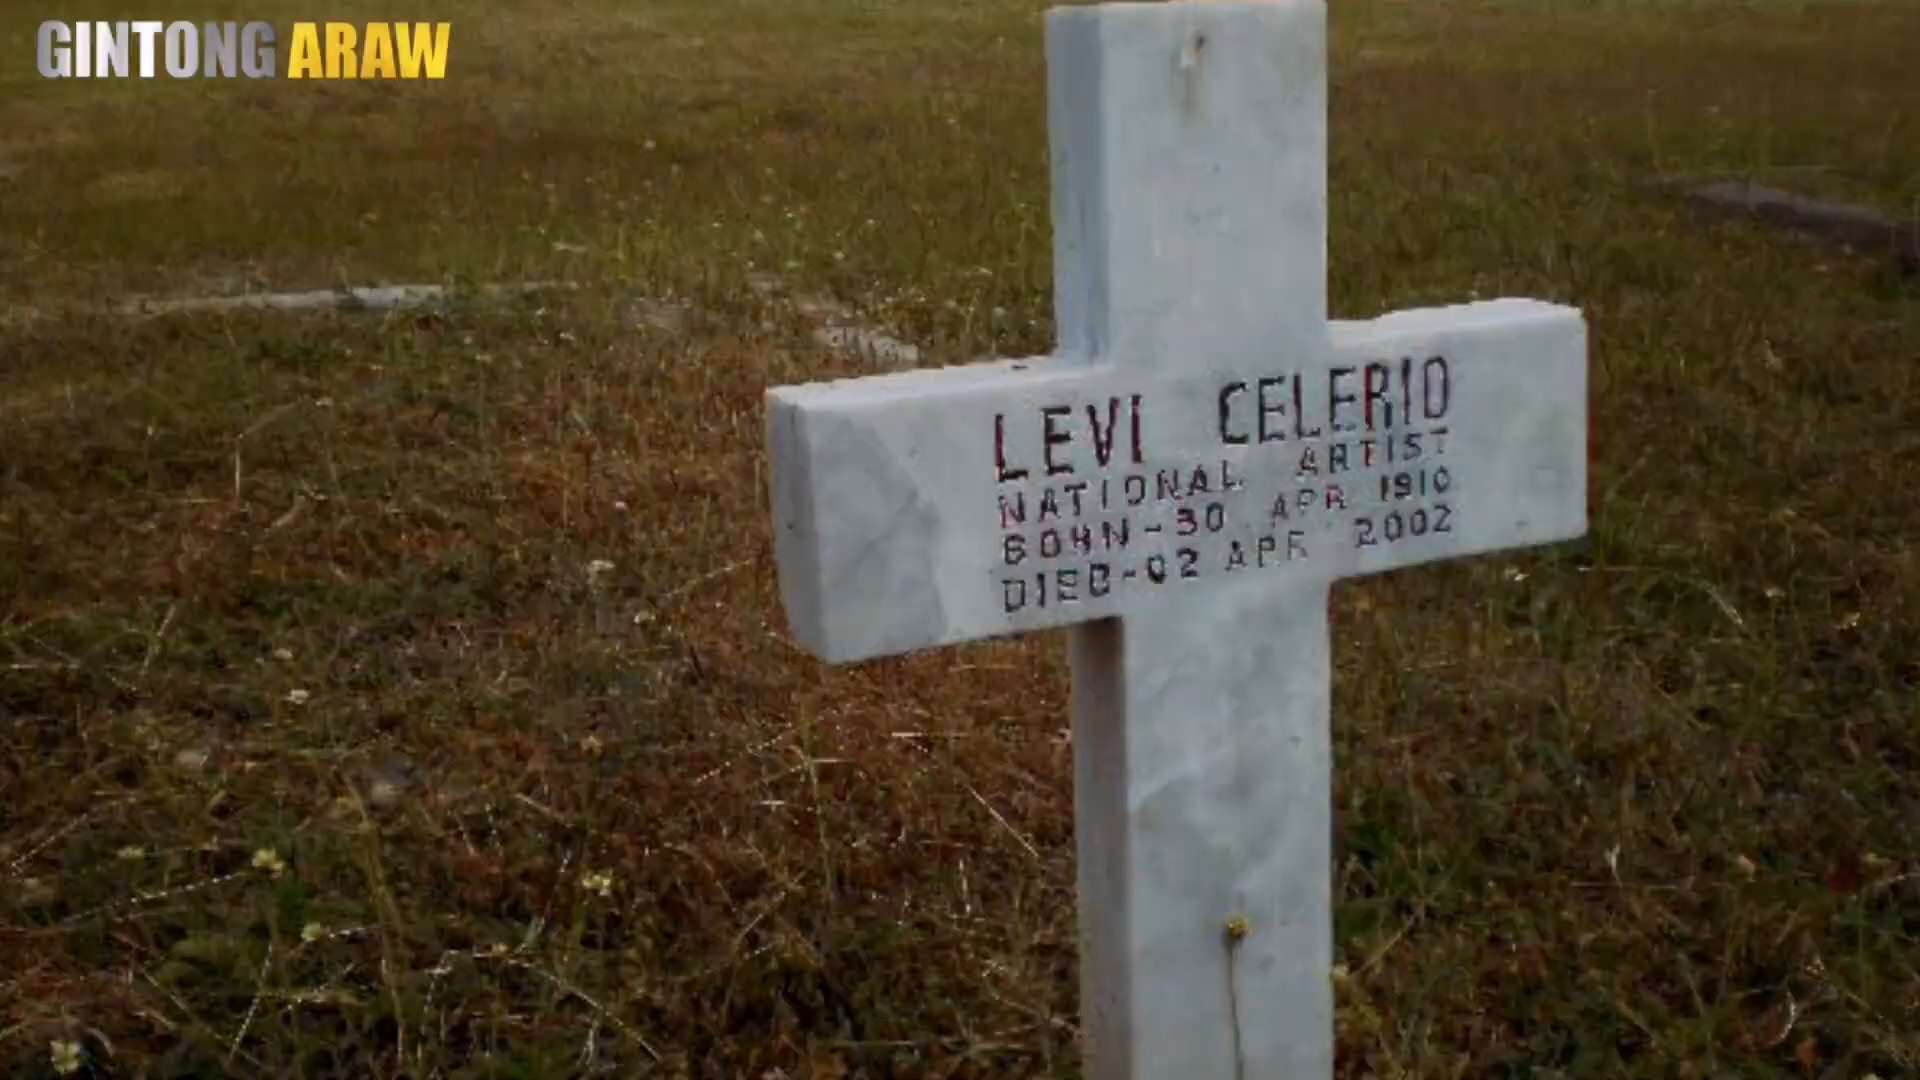 GINTONG ARAW
LEVI CELERIO
NATIONAL ARTIST
BORN-30 APR 1910
DIED-02 APR 2002